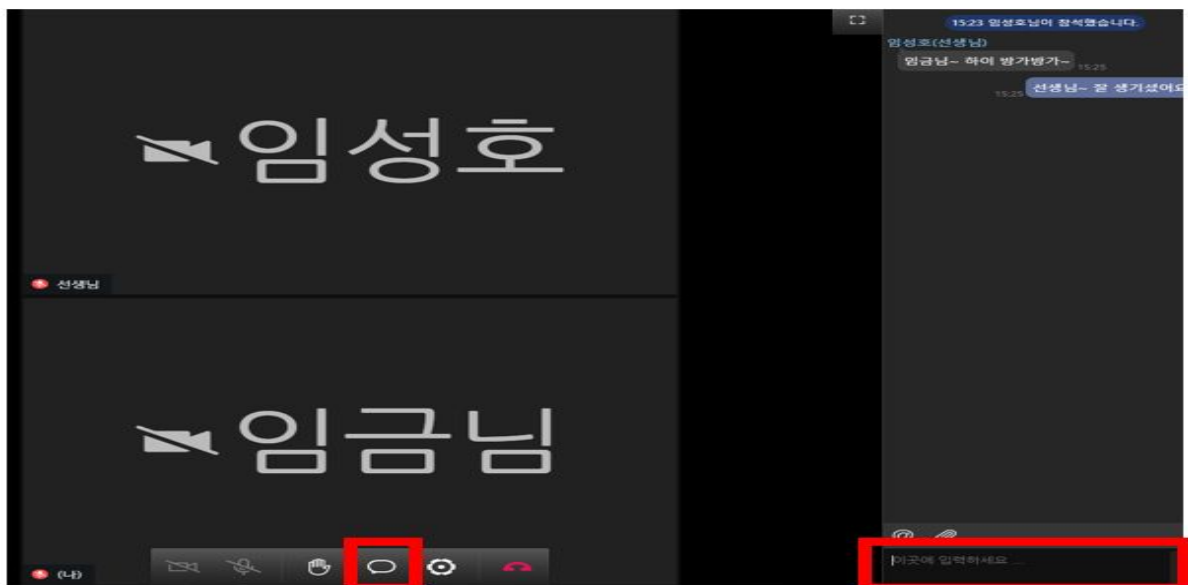 임성호
선생님
임금님
(나)
15:23 임성호님이 참석했습니다.
임성호(선생님)
임금님~ 하이 방가방가~
15:25
선생님~ 잘 생기셨어요
15:25
이곳에 입력하세요 ...